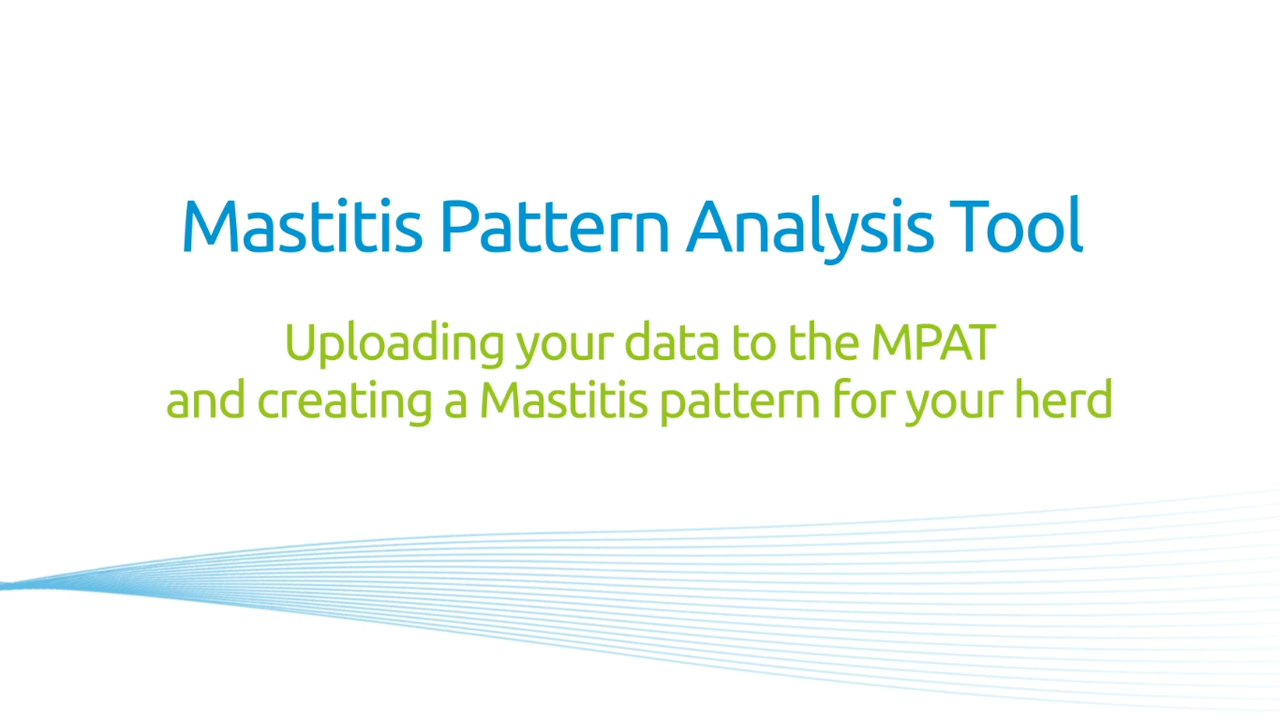 Mastitis Pattern Analysis Tool
Uploading your data to the MPAT
and creating a Mastitis pattern for your herd